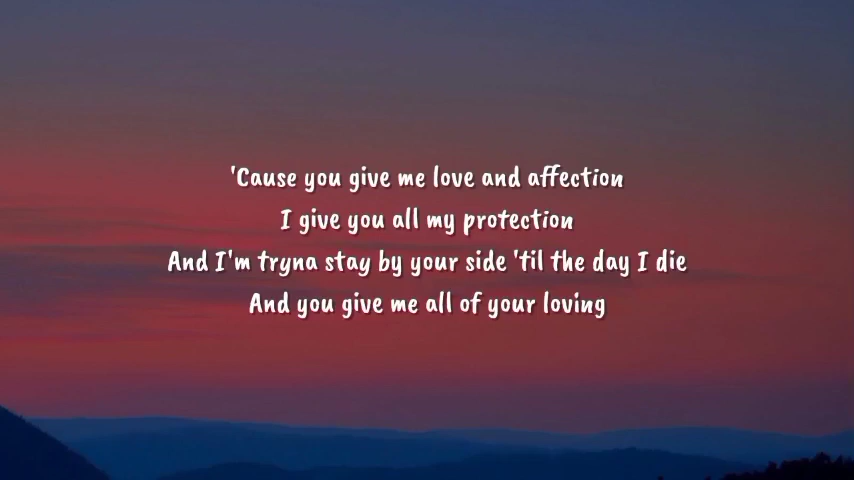 'Cause you give me love and affection
I give you all my protection
And I'm tryna stay by your side 'til the day I die
And you give me all of your loving